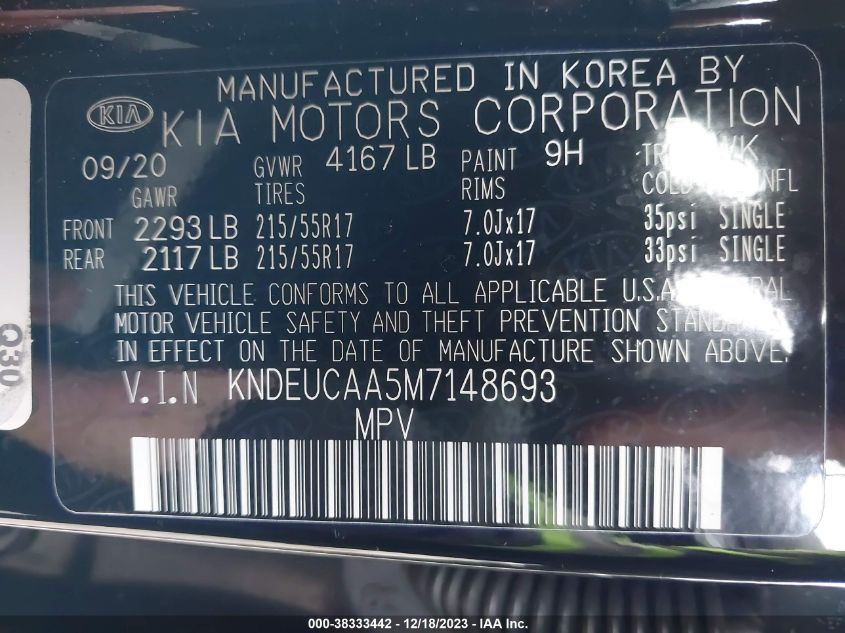 MANUFACTURED IN KOREA BY
KIA KIA MOTORS CORPORATION
09/20 GVWR 4167 LB PAINT 9H WK
GAWR TIRES RIMS
FRONT 2293 LB 215/55R17 7.0Jx17 35psi SINGLE
REAR 2117 LB 215/55R17 7.0Jx17 33psi SINGLE
THIS VEHICLE CONFORMS TO ALL APPLICABLE
MOTOR VEHICLE SAFETY AND THEFT PREVENTION
IN EFFECT ON THE DATE OF MANUFACTURE SHOWN ABOVE.
V.I.N KNDEUCAA5M7148693
MPV
Q30
000-38333442 - 12/18/2023 - IAAI.com